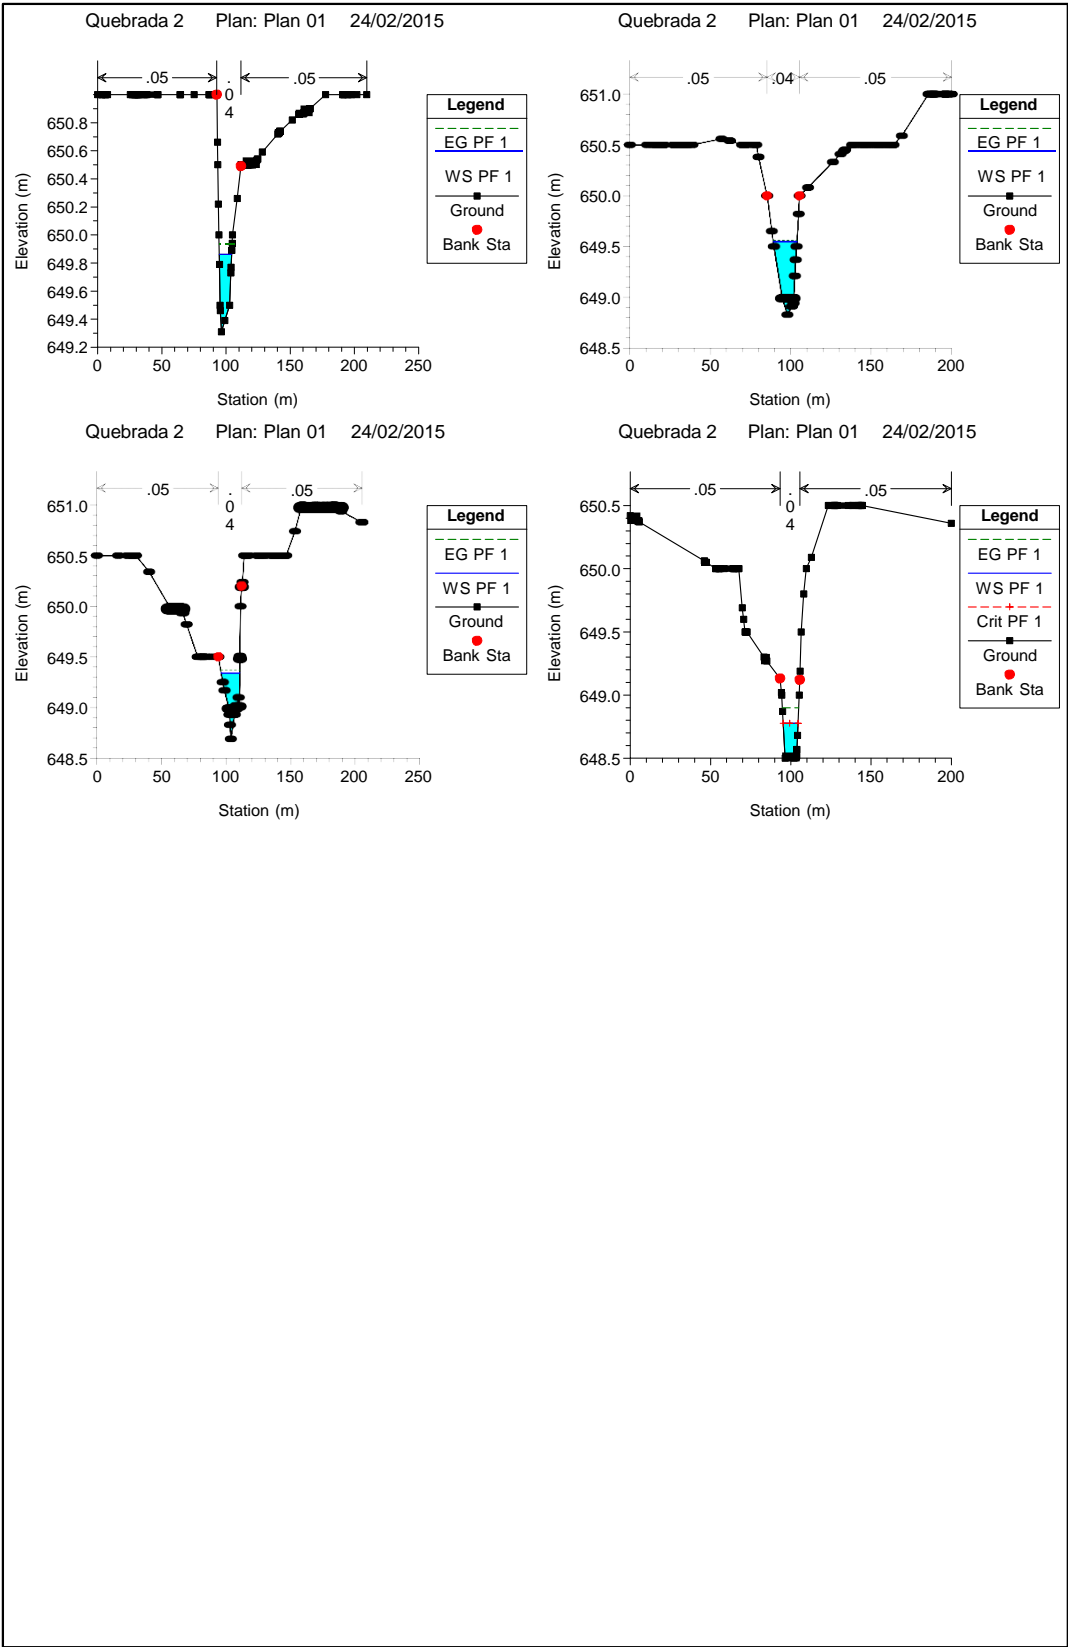 Quebrada 2 Plan: Plan 01 24/02/2015
.05
.04
.05
650.8
650.6
650.4
650.2
650.0
649.8
649.6
649.4
649.2
Elevation (m)
0 50 100 150 200 250
Station (m)
Legend
EG PF 1
WS PF 1
Ground
Bank Sta
Quebrada 2 Plan: Plan 01 24/02/2015
.05 .04 .05
651.0
650.5
650.0
649.5
649.0
648.5
Elevation (m)
0 50 100 150 200
Station (m)
Legend
EG PF 1
WS PF 1
Ground
Bank Sta
Quebrada 2 Plan: Plan 01 24/02/2015
.05
.04
.05
651.0
650.5
650.0
649.5
649.0
648.5
Elevation (m)
0 50 100 150 200 250
Station (m)
Legend
EG PF 1
WS PF 1
Ground
Bank Sta
Quebrada 2 Plan: Plan 01 24/02/2015
.05
.04
.05
650.5
650.0
649.5
649.0
648.5
Elevation (m)
0 50 100 150 200
Station (m)
Legend
EG PF 1
WS PF 1
Crit PF 1
Ground
Bank Sta